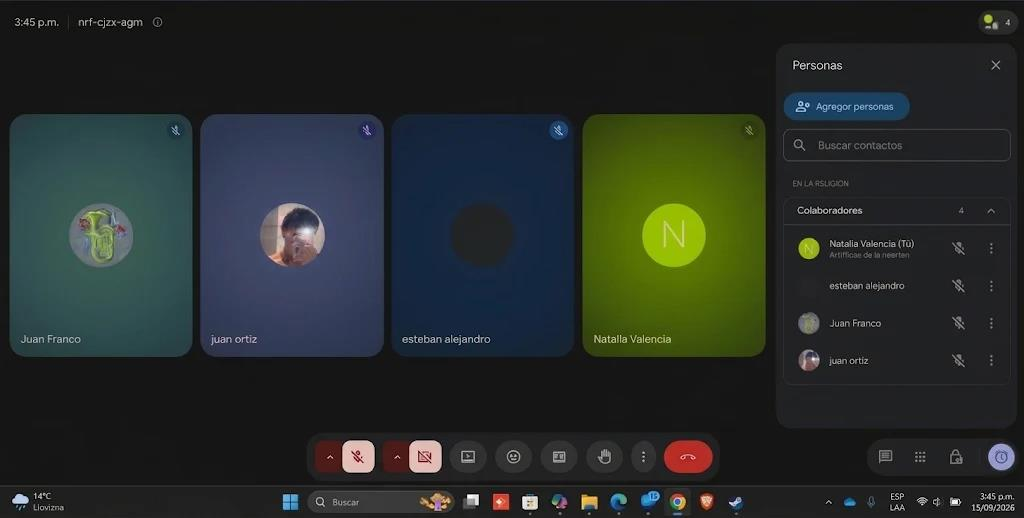 3:45 p.m. nrf-cjzx-agm
4
Personas
Agregor personas
Buscar contactos
EN LA RSLIGION
Colaboradores 4
Natalia Valencia (Tü)
Artifficae de la neerten
esteban alejandro
Juan Franco
juan ortiz
N
N
Juan Franco
juan ortiz
esteban alejandro
Natalla Valencia
14°C
Llovizna
Buscar
15
ESP
LAA
3:45 p.m.
15/09/2026